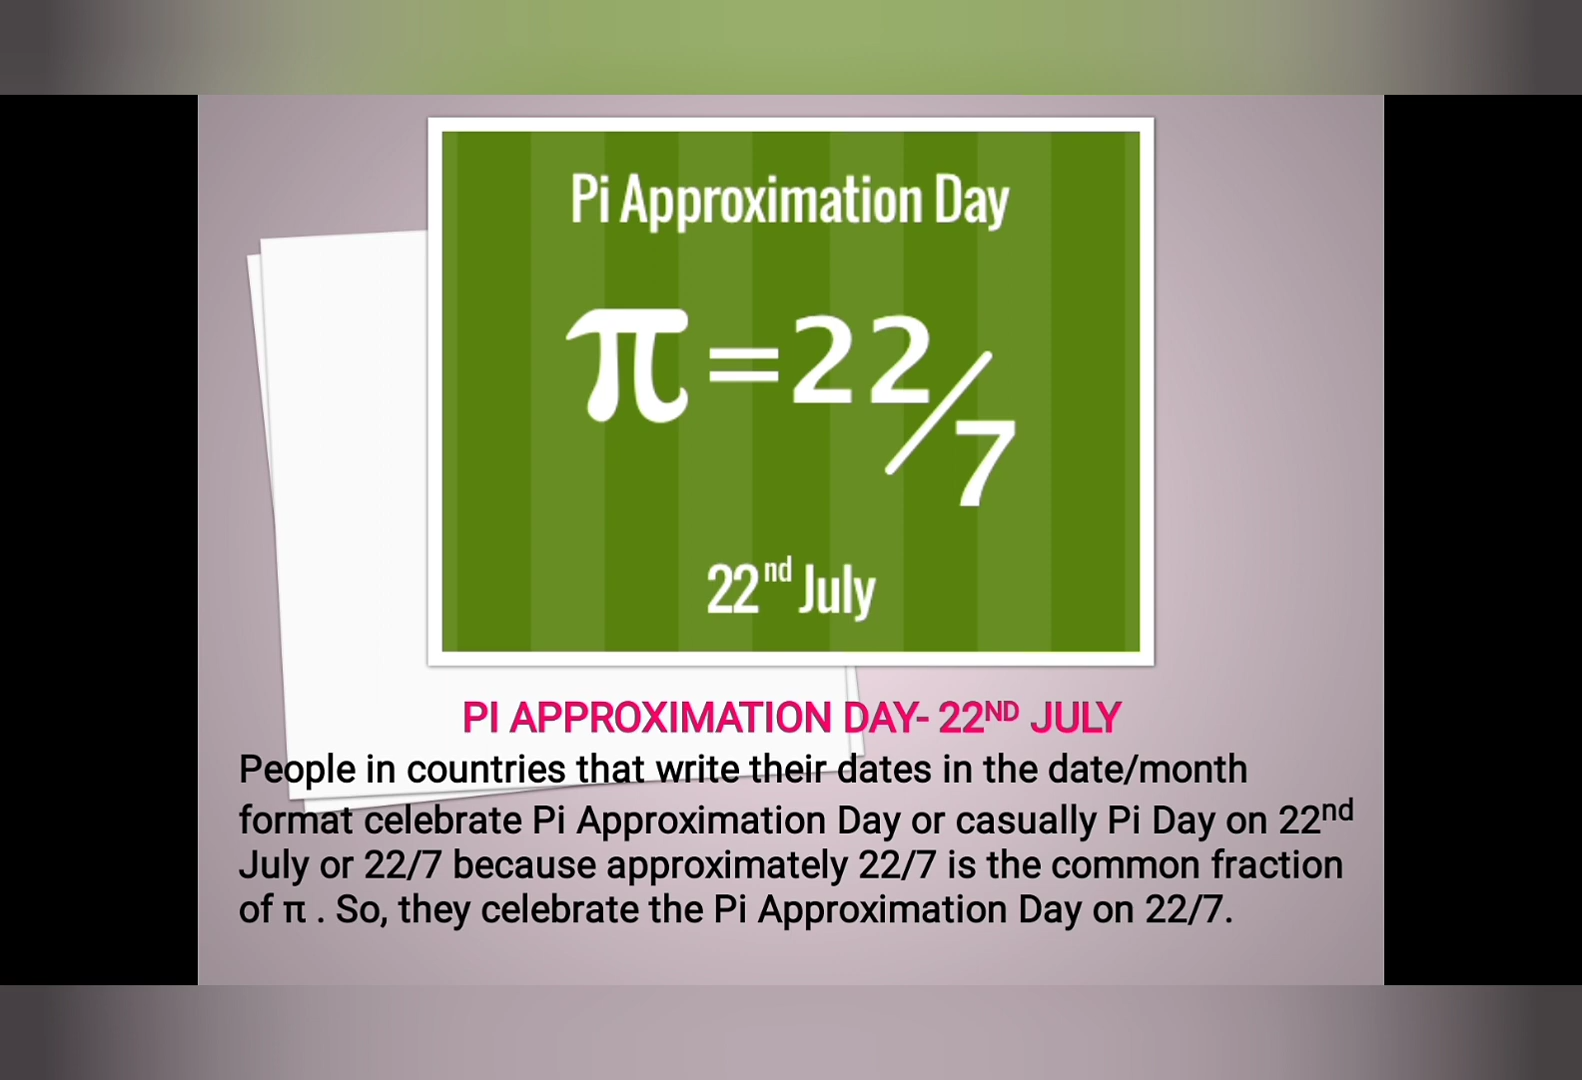 Pi Approximation Day
π=22/7
22nd July
PI APPROXIMATION DAY- 22ND JULY
People in countries that write their dates in the date/month
format celebrate Pi Approximation Day or casually Pi Day on 22nd
July or 22/7 because approximately 22/7 is the common fraction
of π . So, they celebrate the Pi Approximation Day on 22/7.